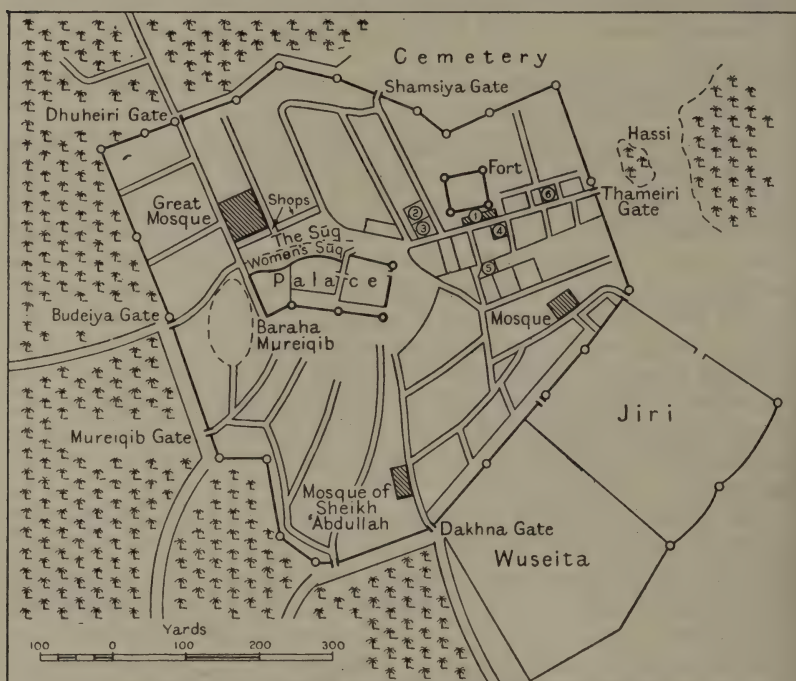 Cemetery
Shamsiya Gate
Dhuheiri Gate
Hassi
Fort
Great
Mosque
Shops
Thameiri
Gate
The Sūq
Women's Sūq
Palace
1
2
3
4
5
6
Budeiya Gate
Mosque
Baraha
Mureiqib
Jiri
Mureiqib Gate
Mosque of
Sheikh
'Abdullah
Dakhna Gate
Wuseita
Yards
100 0 100 200 300